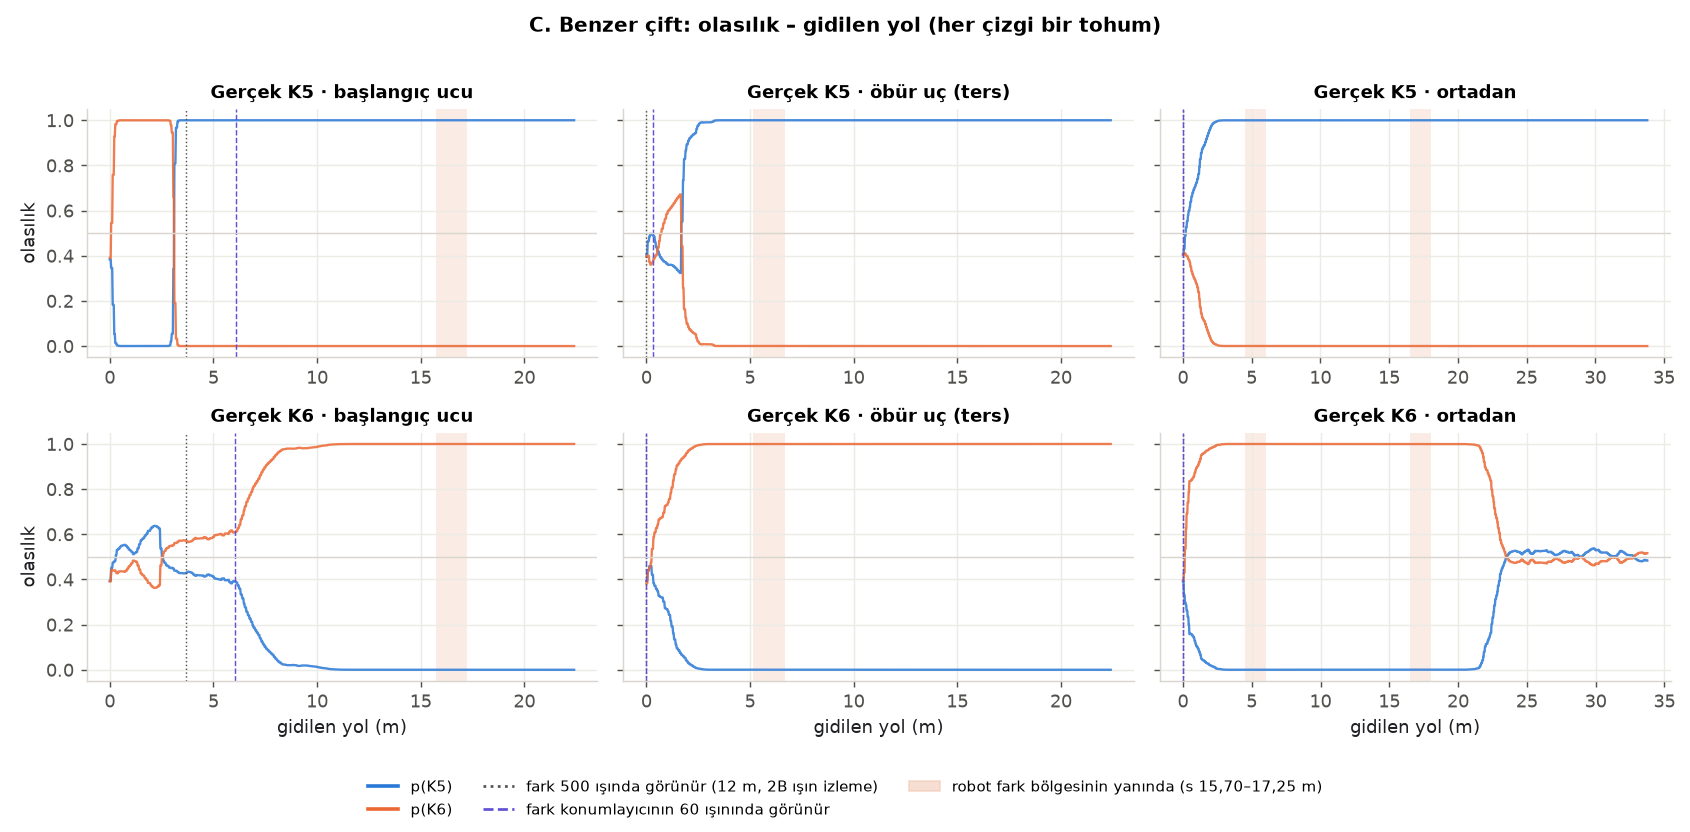 C. Benzer çift: olasılık – gidilen yol (her çizgi bir tohum)
Gerçek K5 · başlangıç ucu
Gerçek K5 · öbür uç (ters)
Gerçek K5 · ortadan
olasılık
1.0
0.8
0.6
0.4
0.2
0.0
0 5 10 15 20
0 5 10 15 20
0 5 10 15 20 25 30 35
Gerçek K6 · başlangıç ucu
Gerçek K6 · öbür uç (ters)
Gerçek K6 · ortadan
olasılık
1.0
0.8
0.6
0.4
0.2
0.0
0 5 10 15 20
0 5 10 15 20
0 5 10 15 20 25 30 35
gidilen yol (m)
gidilen yol (m)
gidilen yol (m)
p(K5)
p(K6)
fark 500 ışında görünür (12 m, 2B ışın izleme)
fark konumlayıcının 60 ışınında görünür
robot fark bölgesinin yanında (s 15,70–17,25 m)